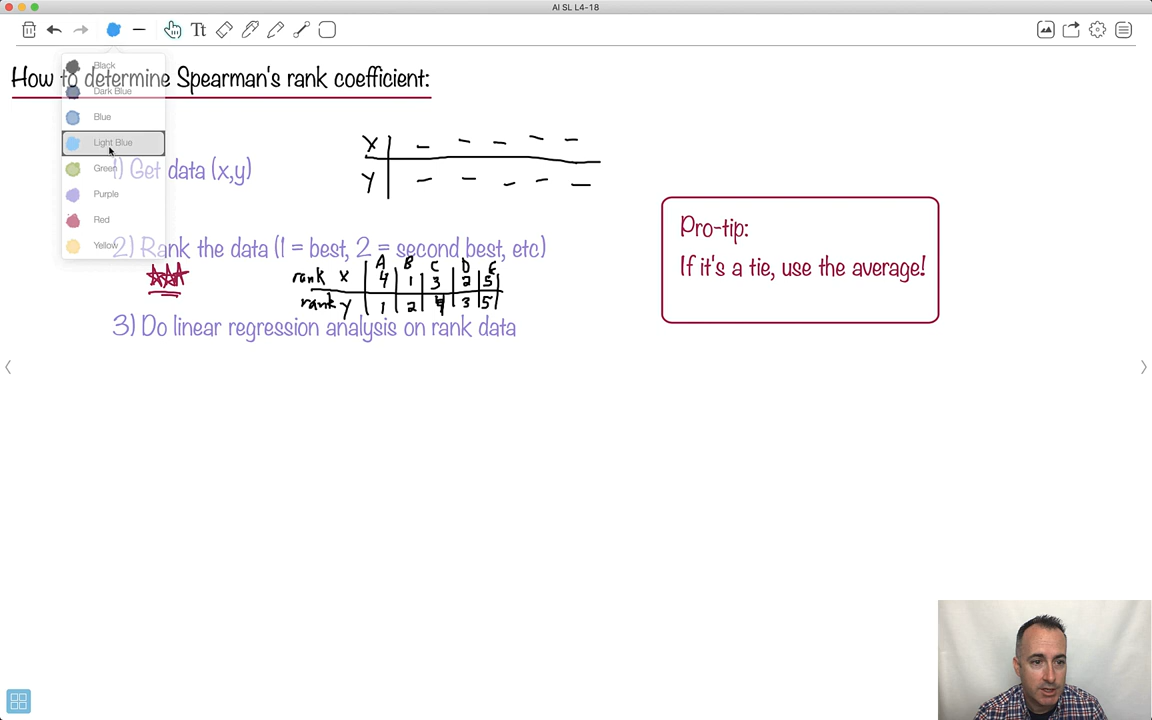 AI SL L4-18
Tt
How to determine Spearman's rank coefficient:
Black
Dark Blue
Blue
Light Blue
Green
Purple
Red
Yellow
1) Get data (x,y)
X
Y
Pro-tip:
If it's a tie, use the average!
2) Rank the data (1 = best, 2 = second best, etc)
A B C D E
rank x 4 1 3 2 5
rank y 1 2 4 3 5
3) Do linear regression analysis on rank data